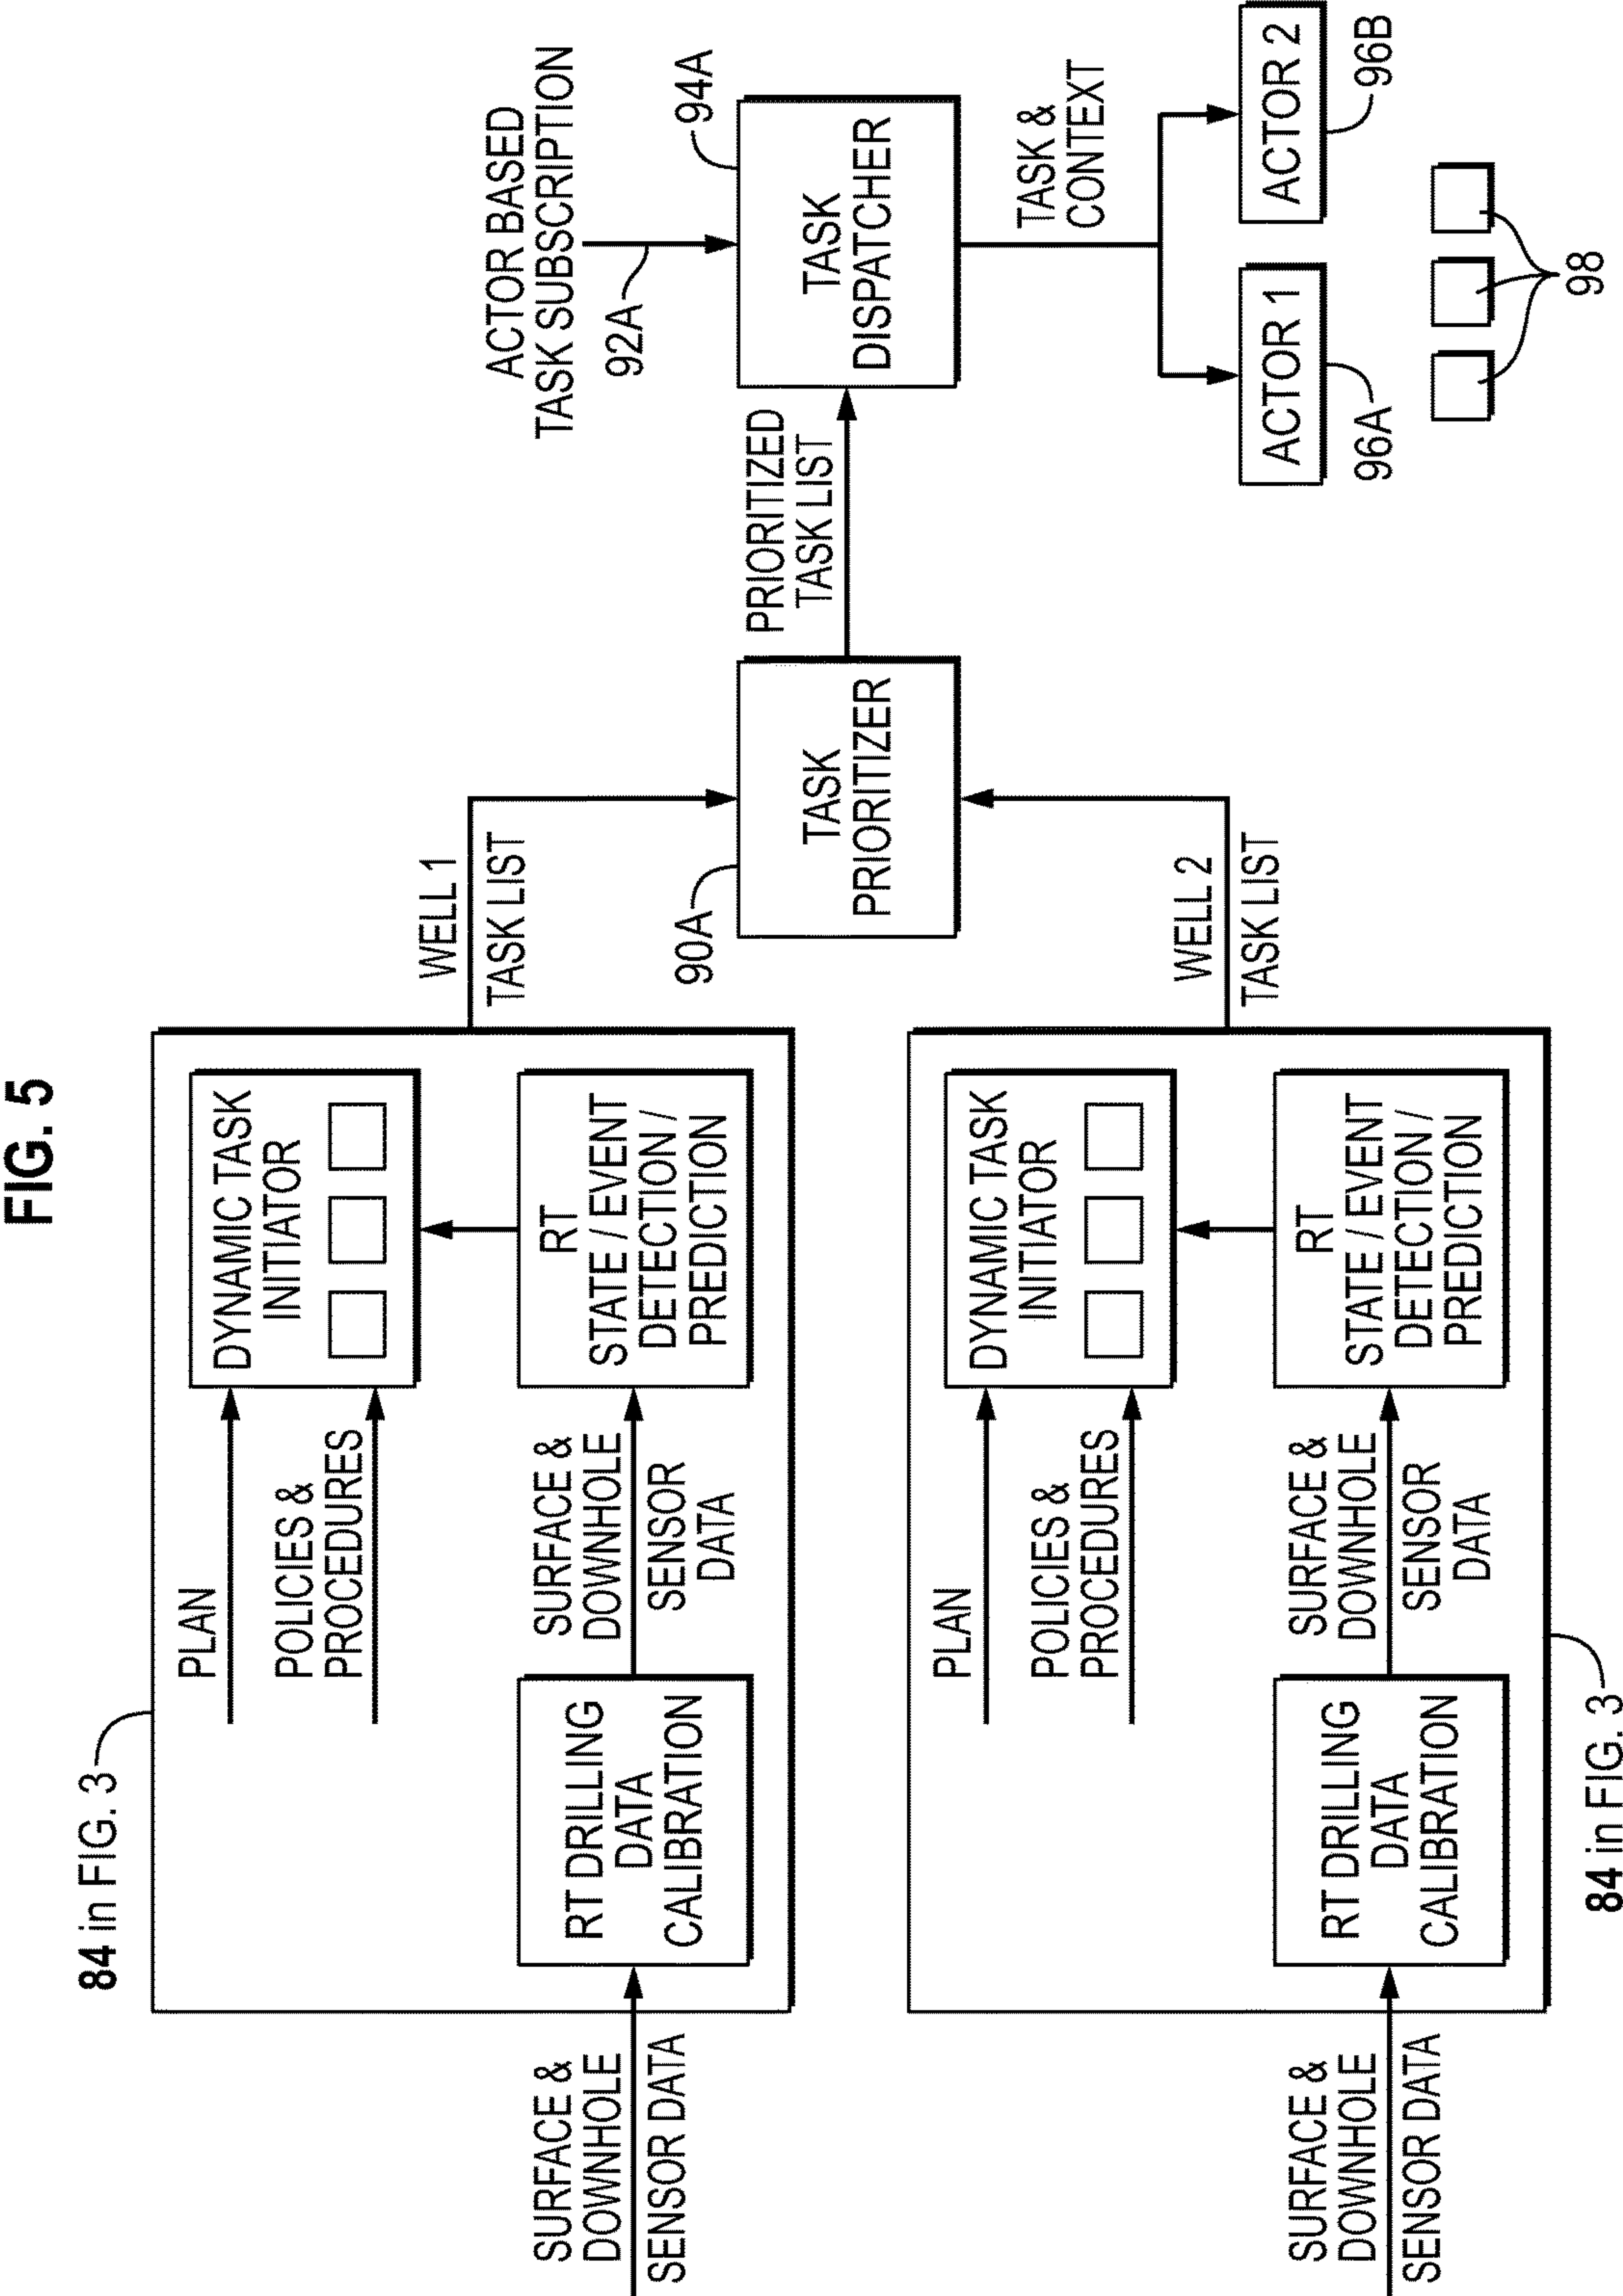 FIG. 5
84 in FIG. 3
SURFACE &
DOWNHOLE
SENSOR DATA
RT DRILLING
DATA
CALIBRATION
PLAN
POLICIES &
PROCEDURES
SURFACE &
DOWNHOLE
SENSOR
DATA
DYNAMIC TASK
INITIATOR
RT
STATE / EVENT
DETECTION /
PREDICTION
WELL 1
TASK LIST
SURFACE &
DOWNHOLE
SENSOR DATA
RT DRILLING
DATA
CALIBRATION
PLAN
POLICIES &
PROCEDURES
SURFACE &
DOWNHOLE
SENSOR
DATA
DYNAMIC TASK
INITIATOR
RT
STATE / EVENT
DETECTION /
PREDICTION
84 in FIG. 3
WELL 2
TASK LIST
90A
TASK
PRIORITIZER
PRIORITIZED
TASK LIST
ACTOR BASED
TASK SUBSCRIPTION
92A
94A
TASK
DISPATCHER
TASK &
CONTEXT
ACTOR 1
96A
ACTOR 2
96B
98